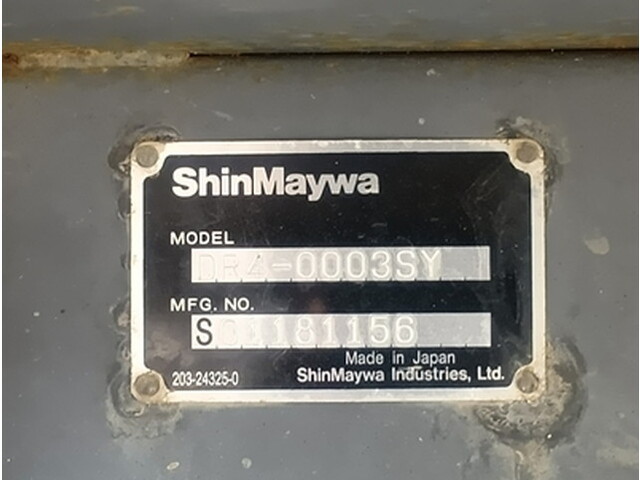 ShinMaywa
MODEL
DR4-0003SY
MFG. NO.
Made in Japan
203-24325-0
ShinMaywa Industries, Ltd.